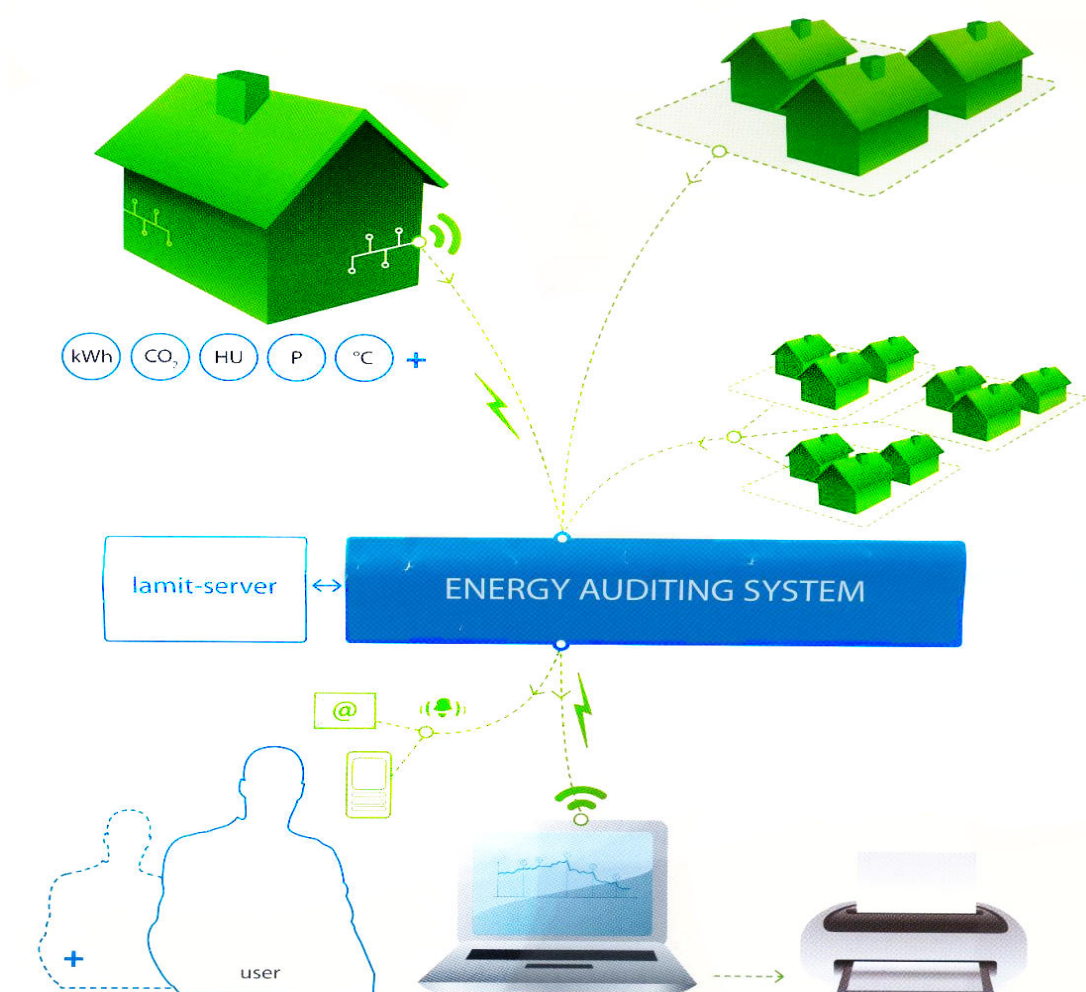 kWh CO₂ HU P °C +
lamit-server
ENERGY AUDITING SYSTEM
@
+
user